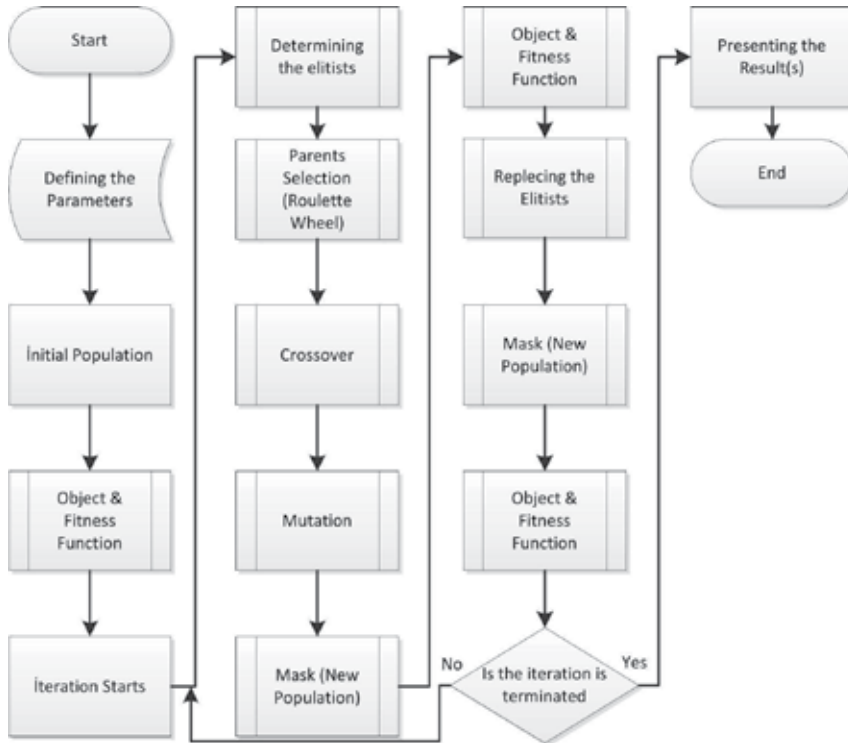 Start
Defining the
Parameters
İnitial Population
Object &
Fitness
Function
İteration Starts
Determining
the elitists
Parents
Selection
(Roulette
Wheel)
Crossover
Mutation
Mask (New
Population)
Object &
Fitness
Function
Replecing the
Elitists
Mask (New
Population)
Object &
Fitness
Function
Is the iteration is
terminated
No
Yes
Presenting the
Result(s)
End